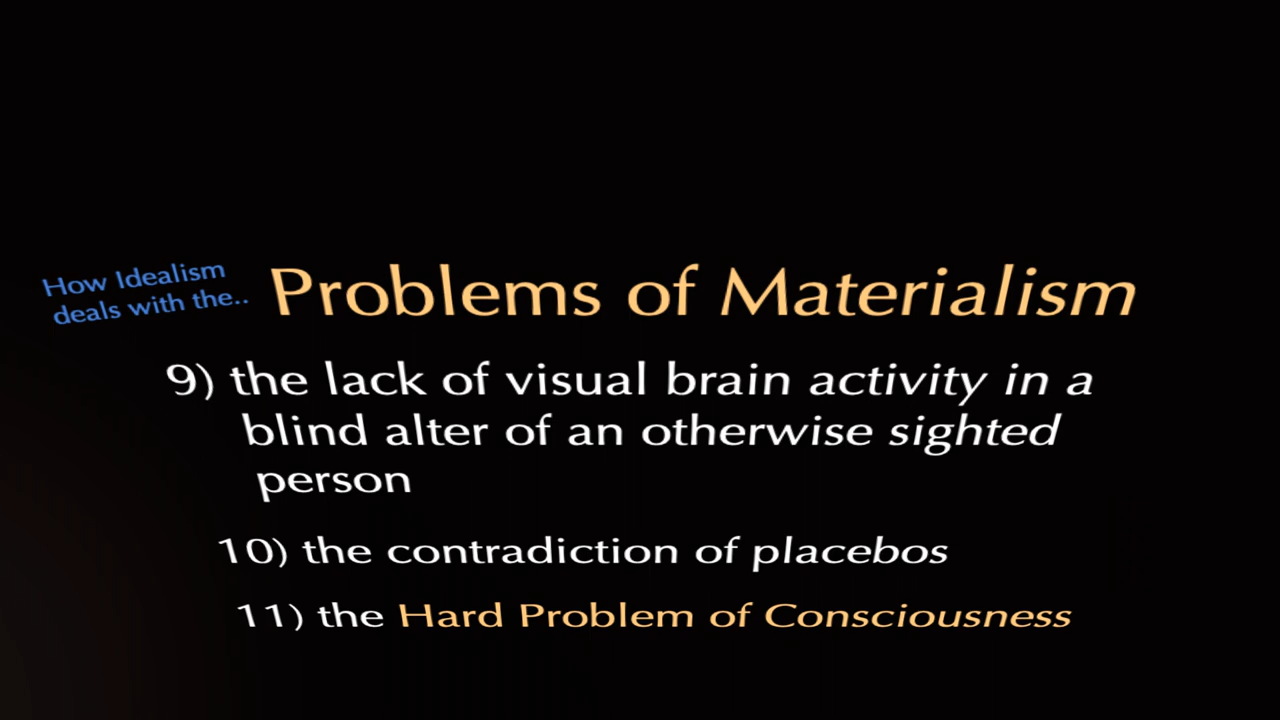 How Idealism
deals with the..
Problems of Materialism
9) the lack of visual brain activity in a
blind alter of an otherwise sighted
person
10) the contradiction of placebos
11) the Hard Problem of Consciousness